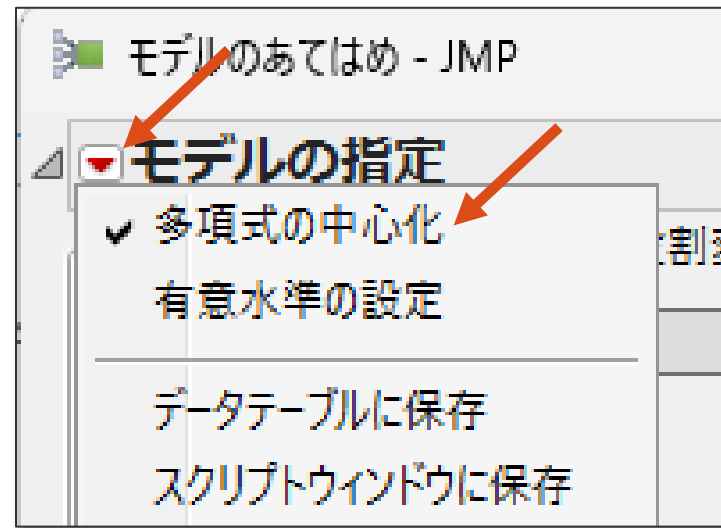 モデルのあてはめ - JMP
モデルの指定
多項式の中心化
有意水準の設定
データテーブルに保存
スクリプトウィンドウに保存